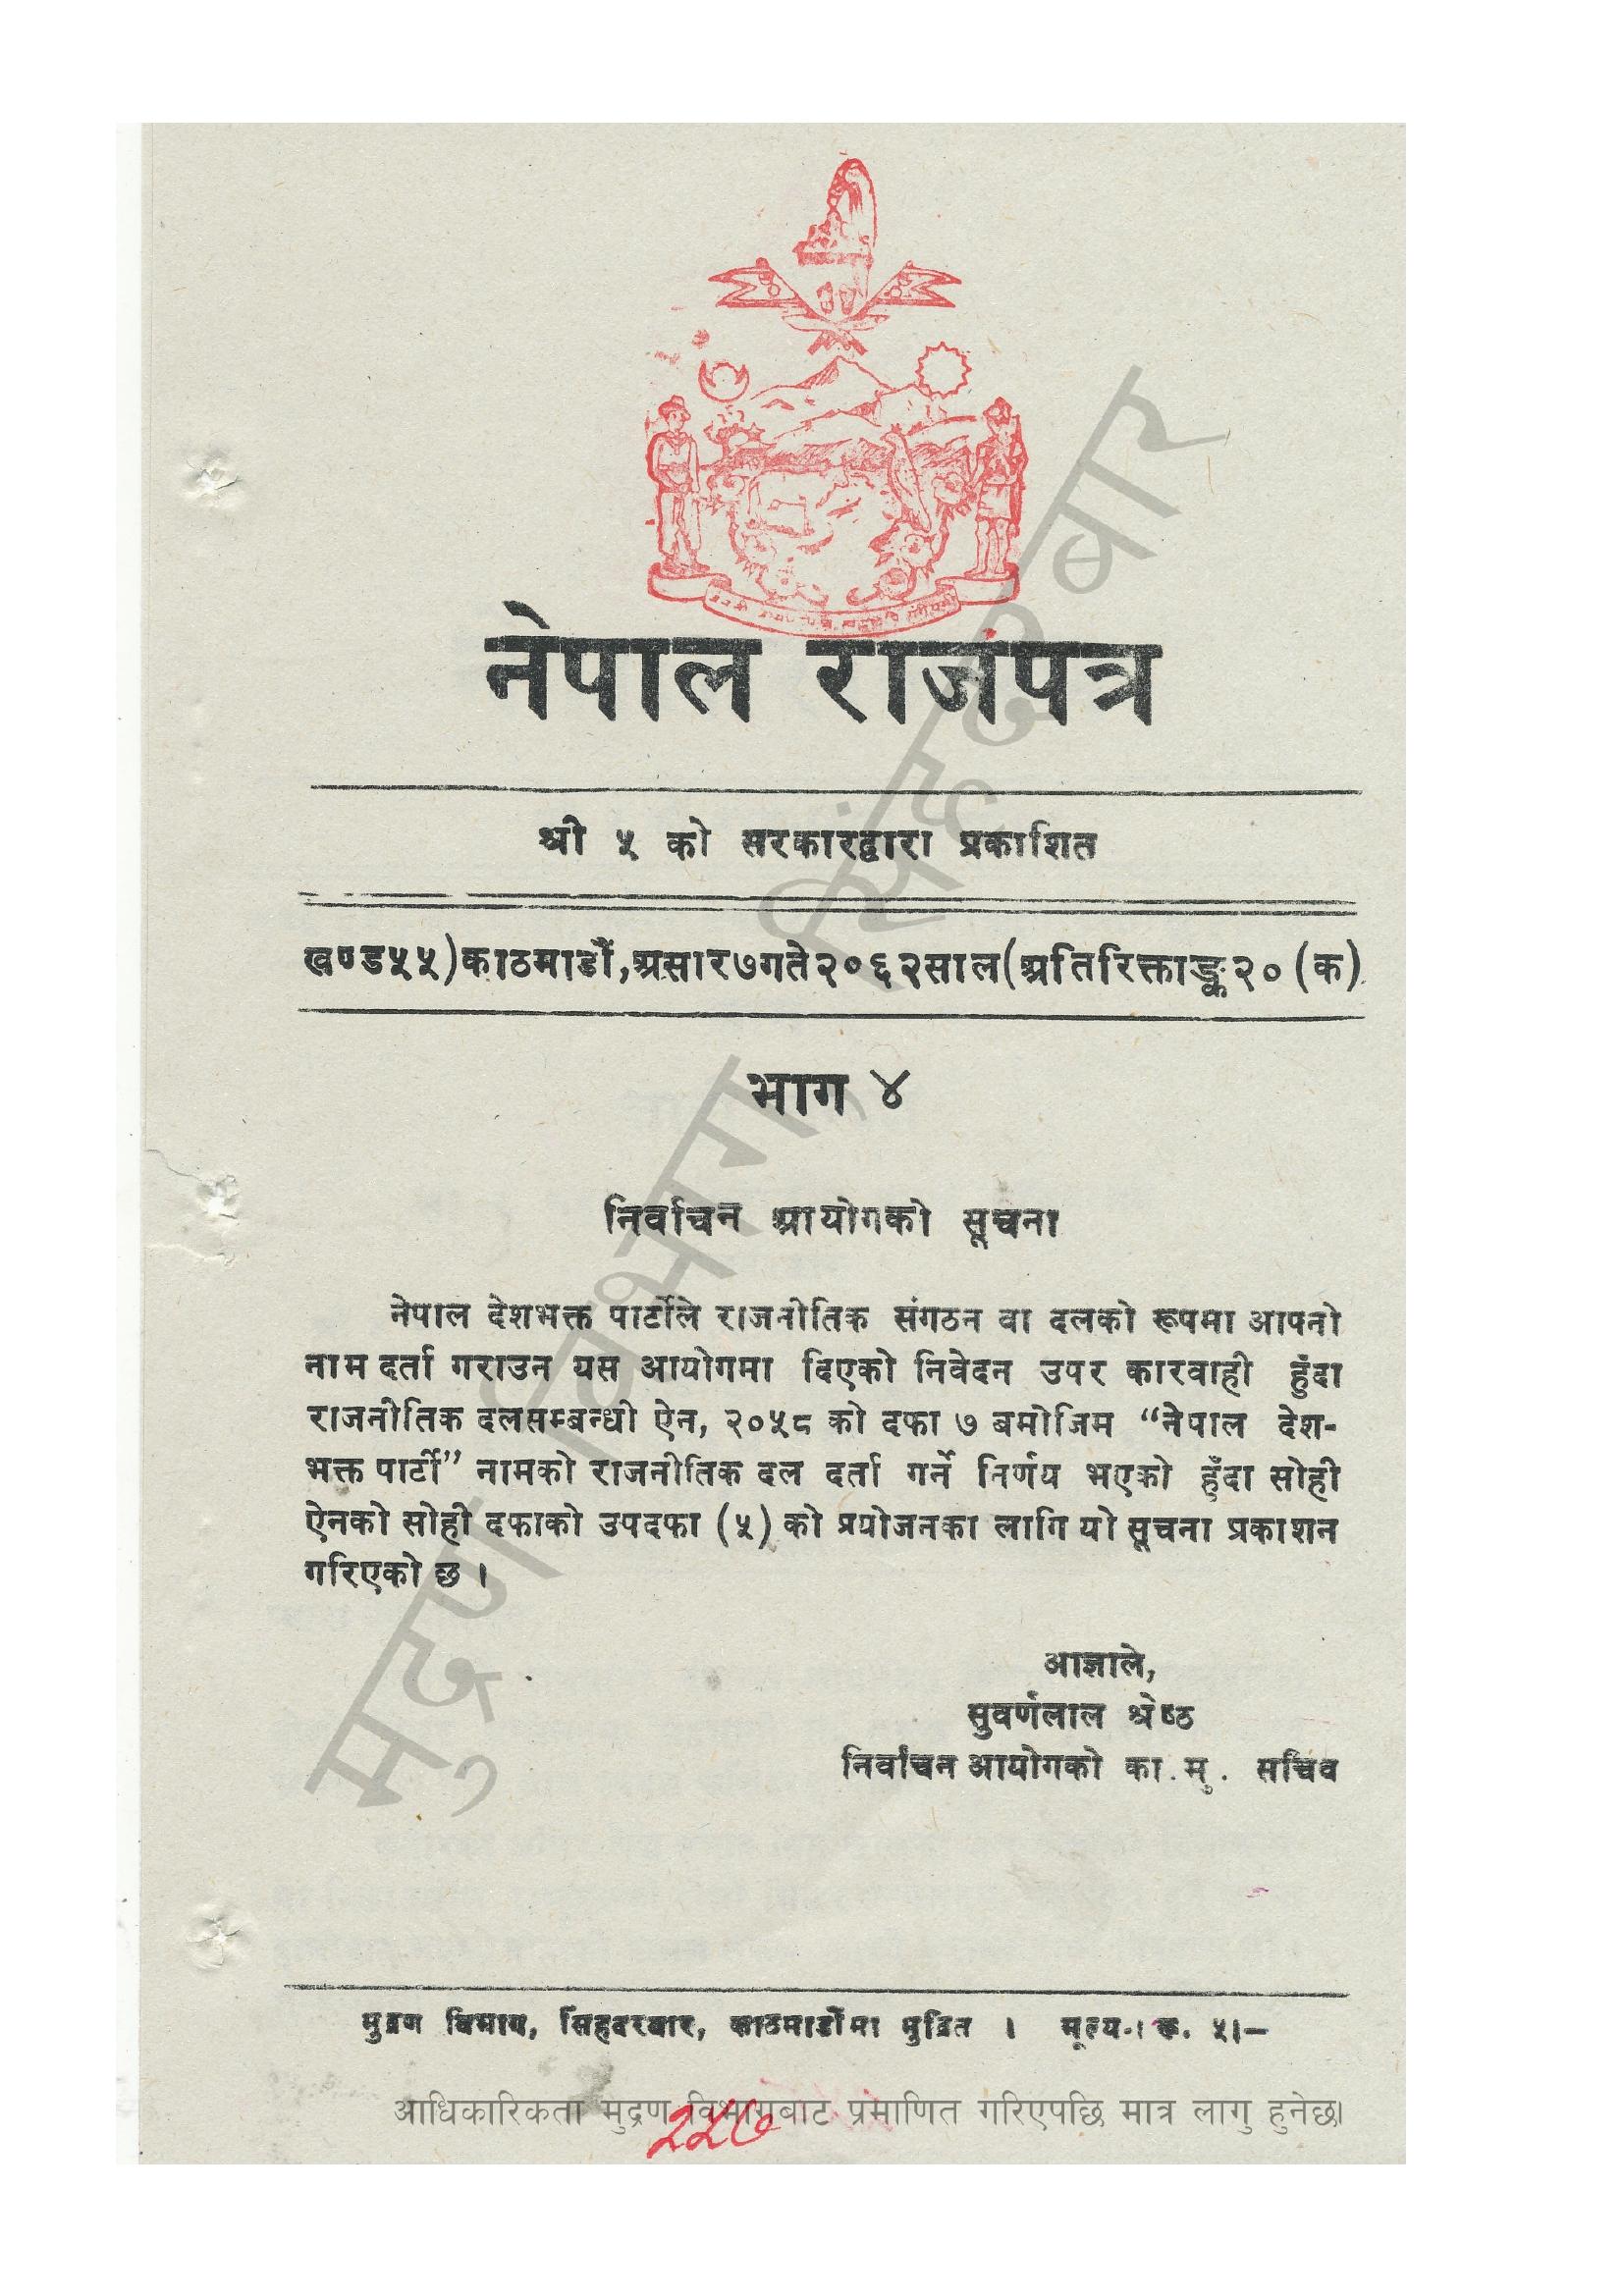 नेपाल राजपत्र
श्री ५ को सरकारद्वारा प्रकाशित
खण्ड५५)काठमाडौं,असार७गते२०६२साल(अतिरिक्ताङ्क२०(क)
भाग ४
निर्वाचन आयोगको सूचना
नेपाल देशभक्त पार्टीले राजनीतिक संगठन वा दलको रूपमा आफ्नो
नाम दर्ता गराउन यस आयोगमा दिएको निवेदन उपर कारवाही हुँदा
राजनीतिक दलसम्बन्धी ऐन, २०५८ को दफा ७ बमोजिम “नेपाल देश-
भक्त पार्टी” नामको राजनीतिक दल दर्ता गर्ने निर्णय भएको हुँदा सोही
ऐनको सोही दफाको उपदफा (५) को प्रयोजनका लागि यो सूचना प्रकाशन
गरिएको छ ।
आज्ञाले,
सुवर्णलाल श्रेष्ठ
निर्वाचन आयोगको का.मु. सचिव
मुद्रण विभाग, सिंहदरबार, काठमाडौंमा मुद्रित । मूल्य रु. ५।–
आधिकारिकता मुद्रण विभागबाट प्रमाणित गरिएपछि मात्र लागु हुनेछ।
२५७
मुद्रण विभाग, सिंहदरबार